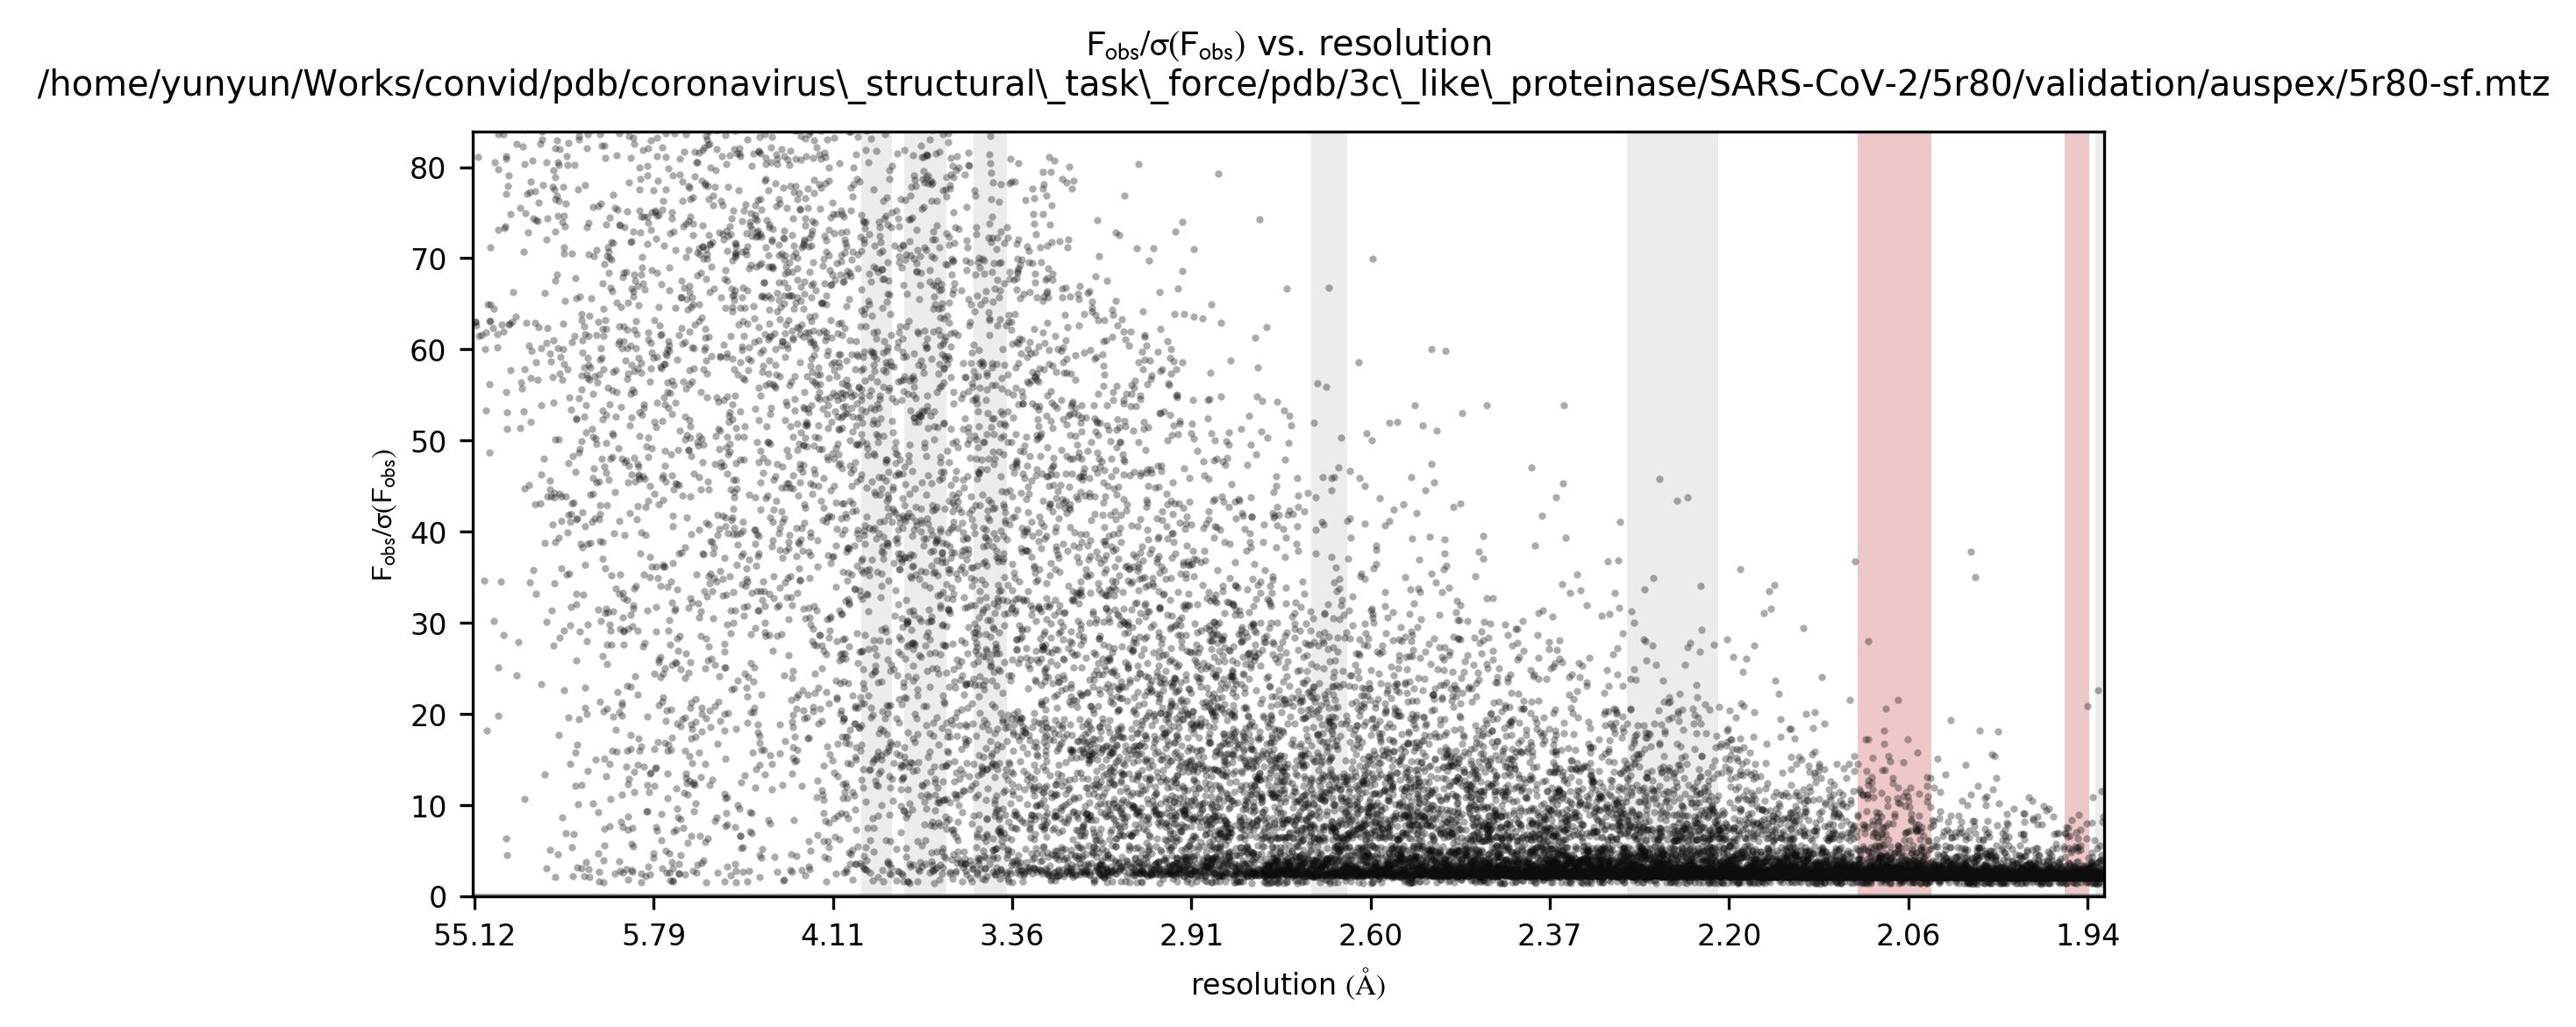 Fobs/σ(Fobs) vs. resolution
/home/yunyun/Works/convid/pdb/coronavirus\_structural\_task\_force/pdb/3c\_like\_proteinase/SARS-CoV-2/5r80/validation/auspex/5r80-sf.mtz
Fobs/σ(Fobs)
80
70
60
50
40
30
20
10
0
55.12 5.79 4.11 3.36 2.91 2.60 2.37 2.20 2.06 1.94
resolution (Å)